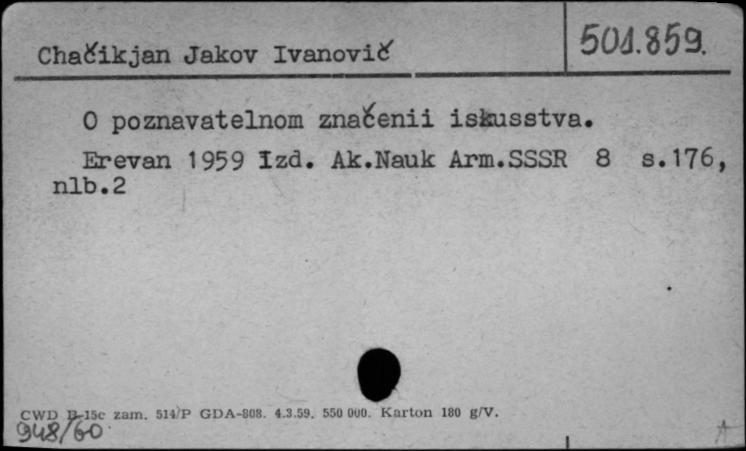 Chačikjan Jakov Ivanovič
501.859.
O poznavatelnom značenii iskusstva.
Erevan 1959 Izd. Ak.Nauk Arm.SSSR 8 s.176,
nlb.2
CWD B-15c zam. 514/P GDA-808. 4.3.59. 550 000. Karton 180 g/V.
948/60
A